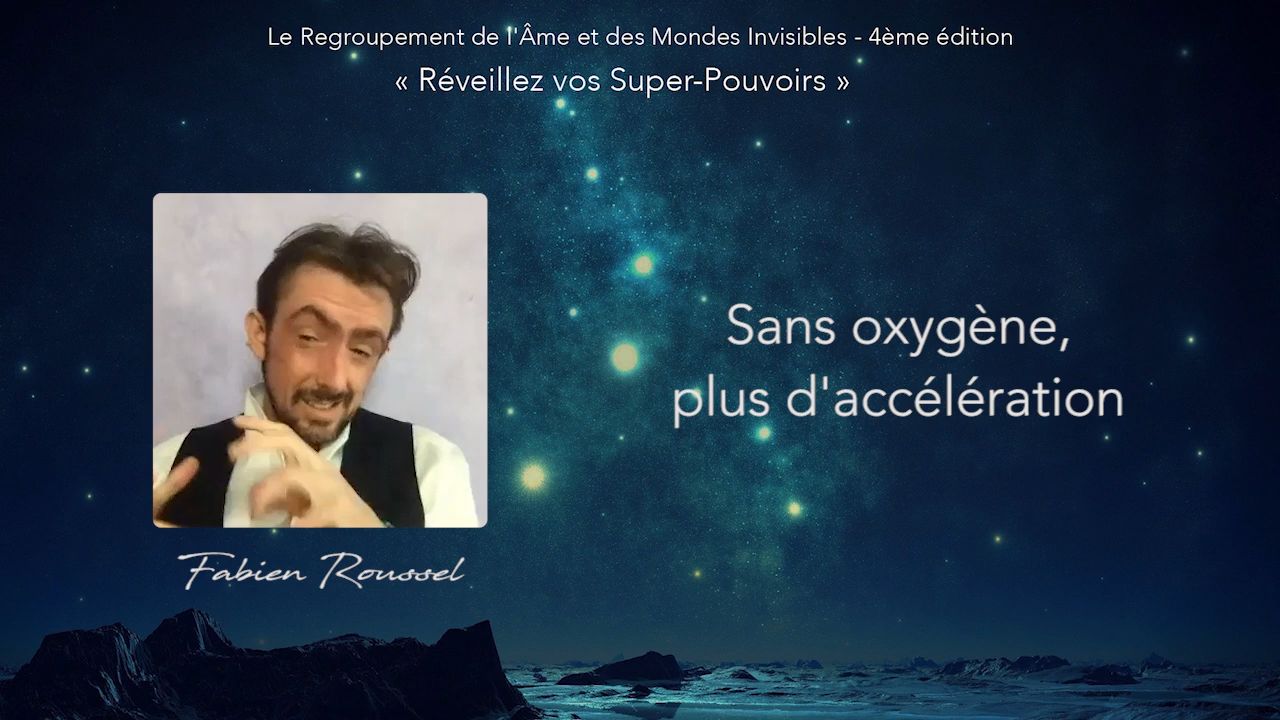 Le Regroupement de l'Âme et des Mondes Invisibles - 4ème édition
« Réveillez vos Super-Pouvoirs »
Sans oxygène,
plus d'accélération
Fabien Roussel